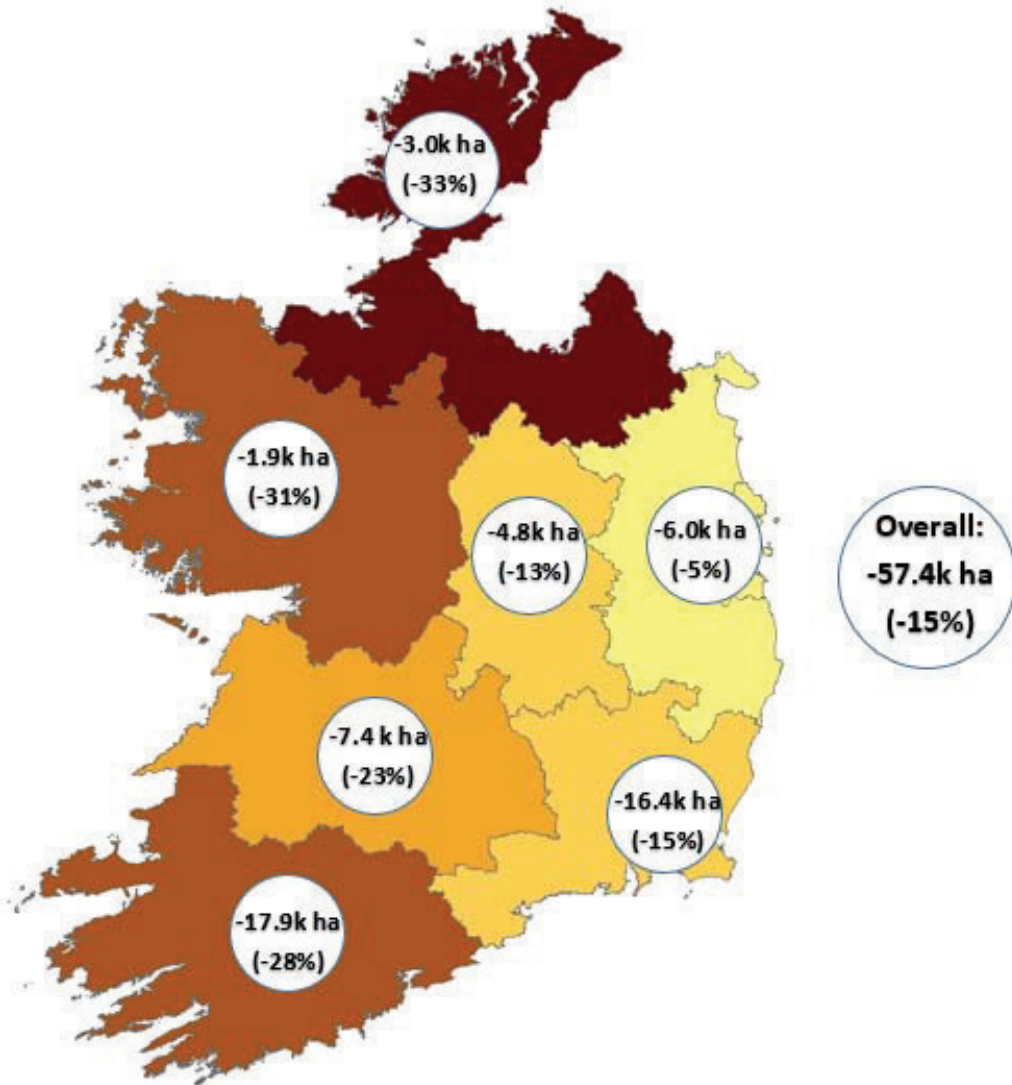 -3.0k ha
(-33%)
-1.9k ha
(-31%)
-4.8k ha
(-13%)
-6.0k ha
(-5%)
Overall:
-57.4k ha
(-15%)
-7.4 k ha
(-23%)
-16.4k ha
(-15%)
-17.9k ha
(-28%)